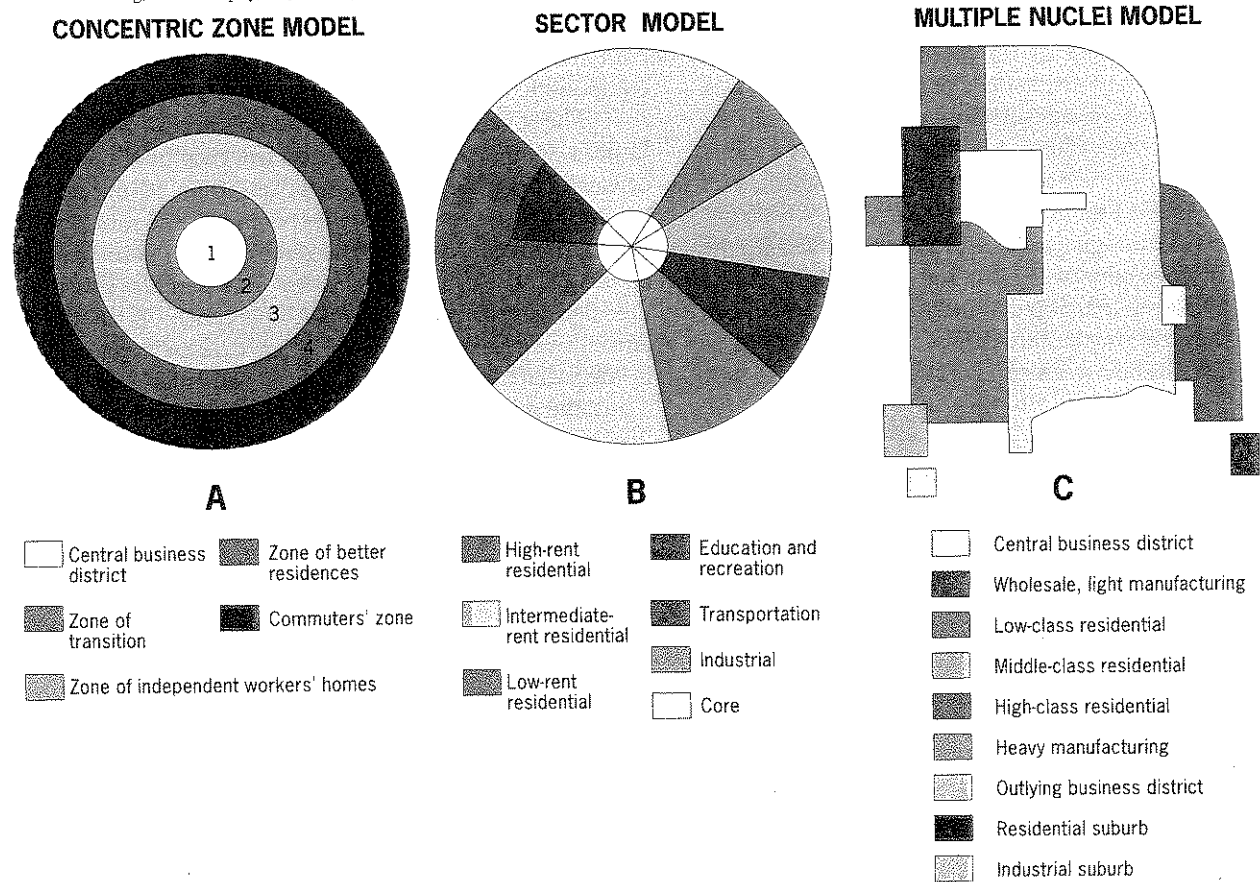 CONCENTRIC ZONE MODEL
SECTOR MODEL
MULTIPLE NUCLEI MODEL
1
2
3
4
A
B
C
Central business
district
Zone of better
residences
Zone of
transition
Commuters' zone
Zone of independent workers' homes
High-rent
residential
Education and
recreation
Intermediate-
rent residential
Transportation
Industrial
Low-rent
residential
Core
Central business district
Wholesale, light manufacturing
Low-class residential
Middle-class residential
High-class residential
Heavy manufacturing
Outlying business district
Residential suburb
Industrial suburb